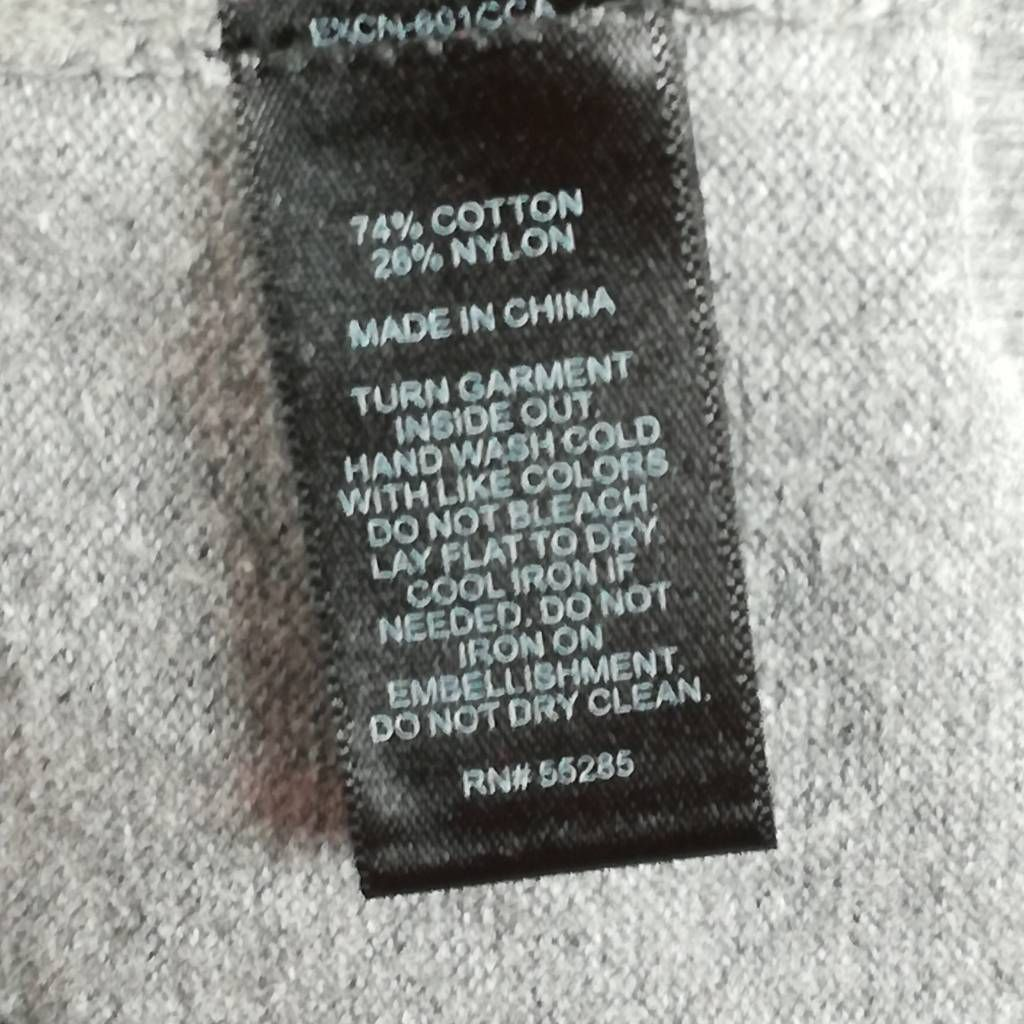 74% COTTON
26% NYLON
MADE IN CHINA
TURN GARMENT
INSIDE OUT.
HAND WASH COLD
WITH LIKE COLORS
DO NOT BLEACH.
LAY FLAT TO DRY.
COOL IRON IF
NEEDED. DO NOT
IRON ON
EMBELLISHMENT.
DO NOT DRY CLEAN.
RN# 55285